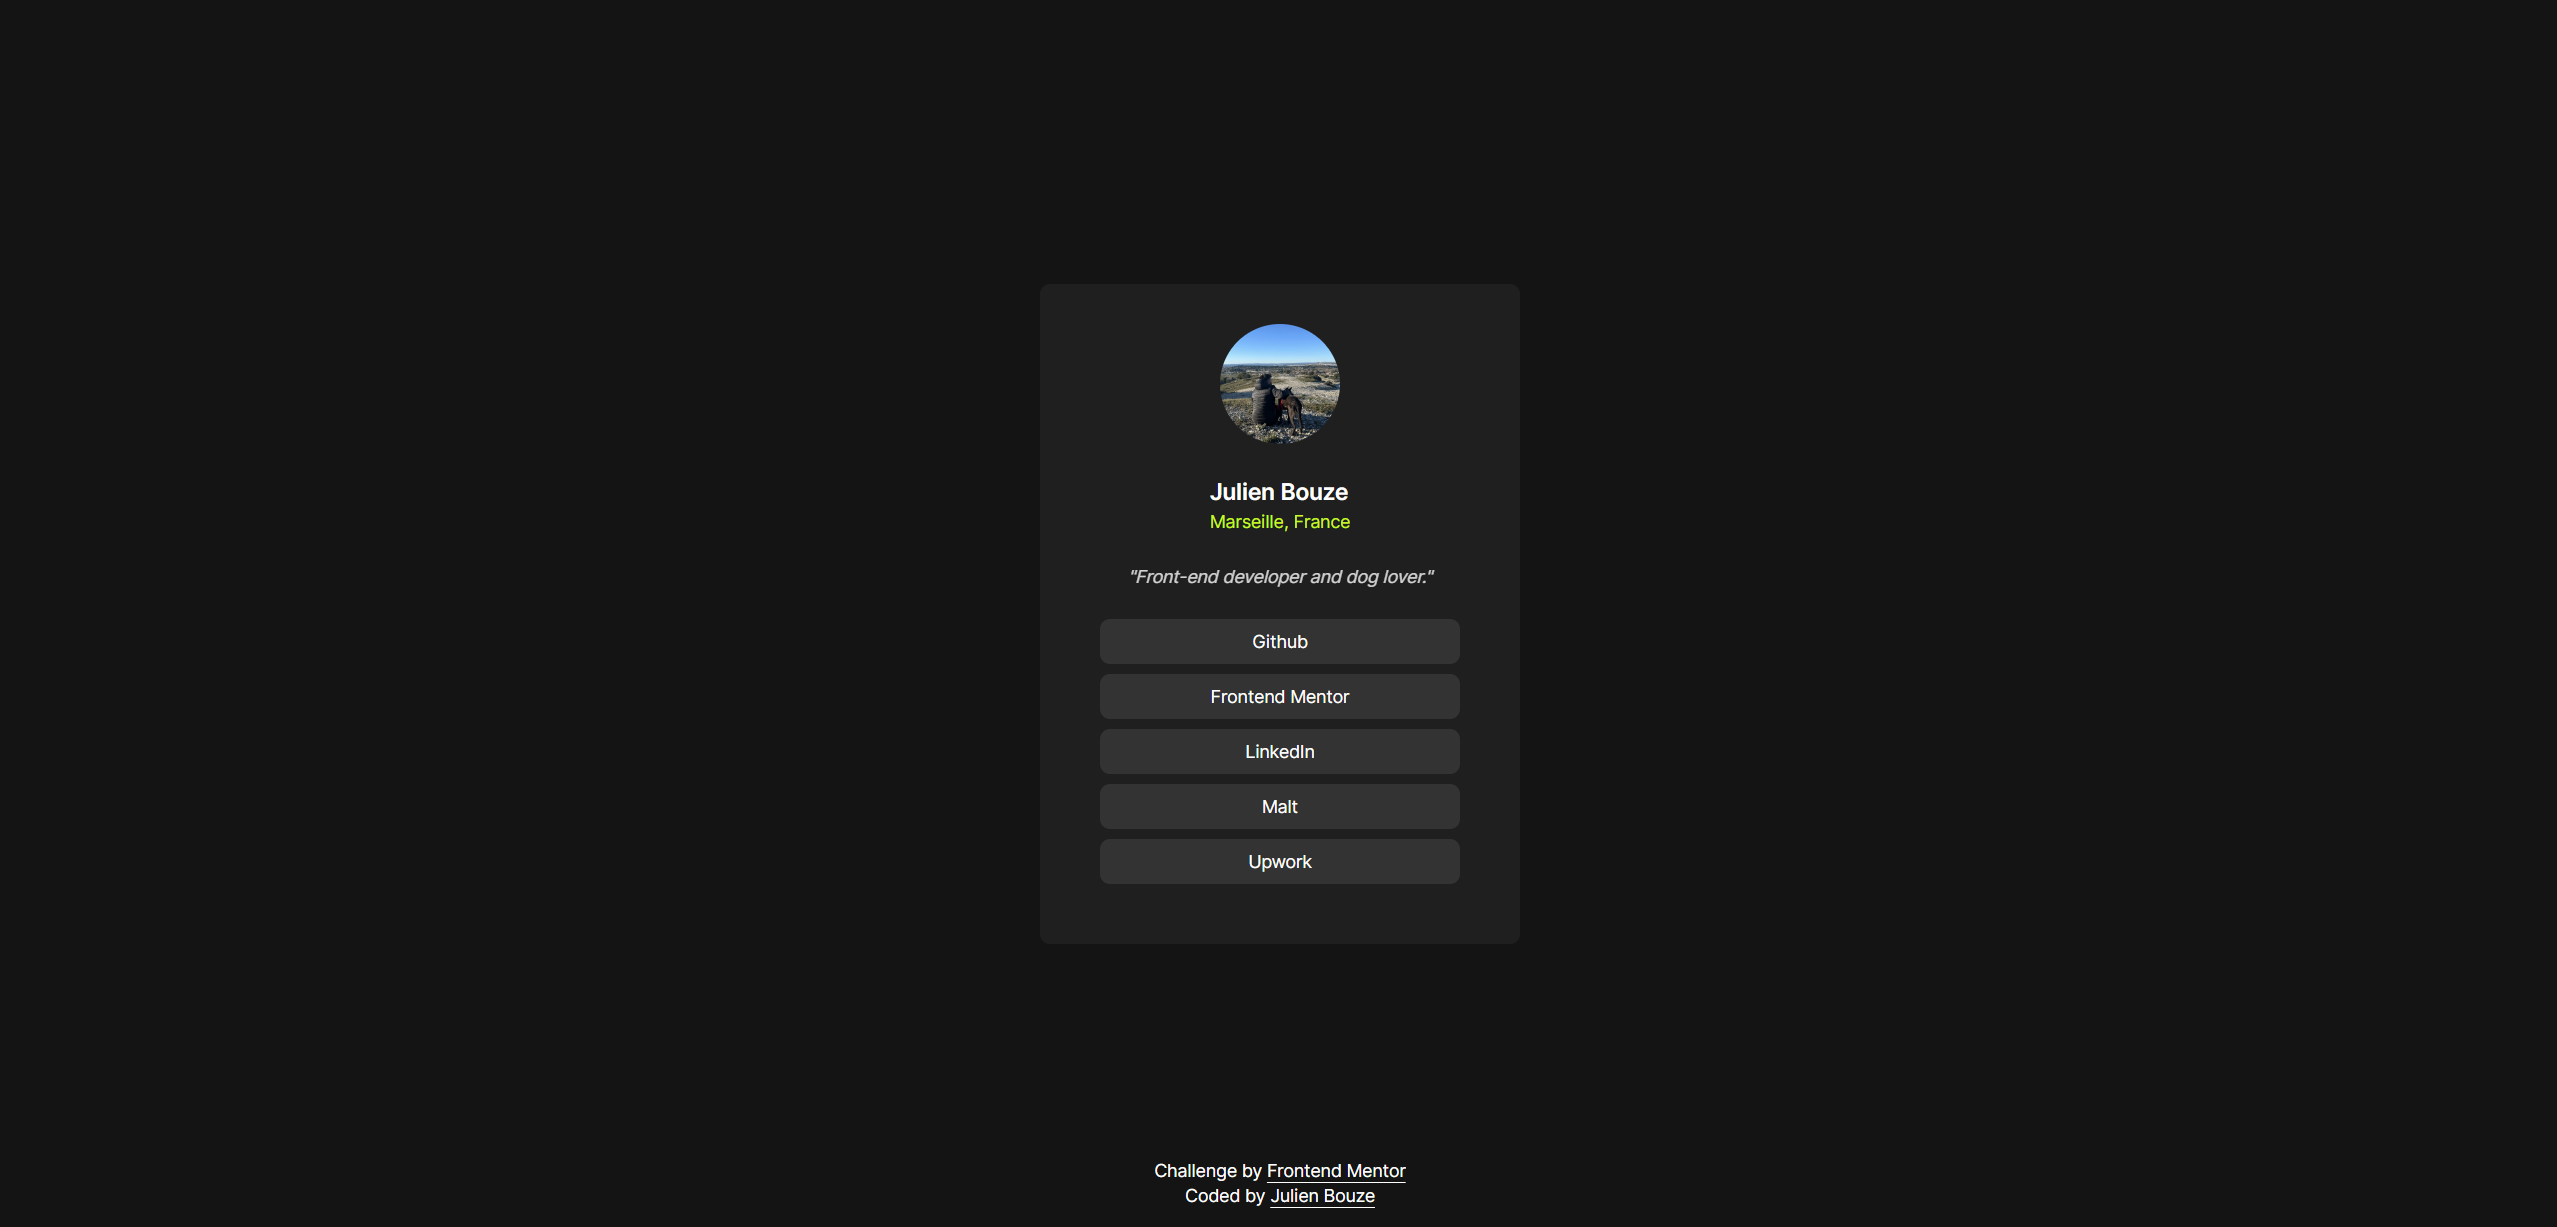 Julien Bouze
Marseille, France
"Front-end developer and dog lover."
Github
Frontend Mentor
LinkedIn
Malt
Upwork
Challenge by Frontend Mentor
Coded by Julien Bouze